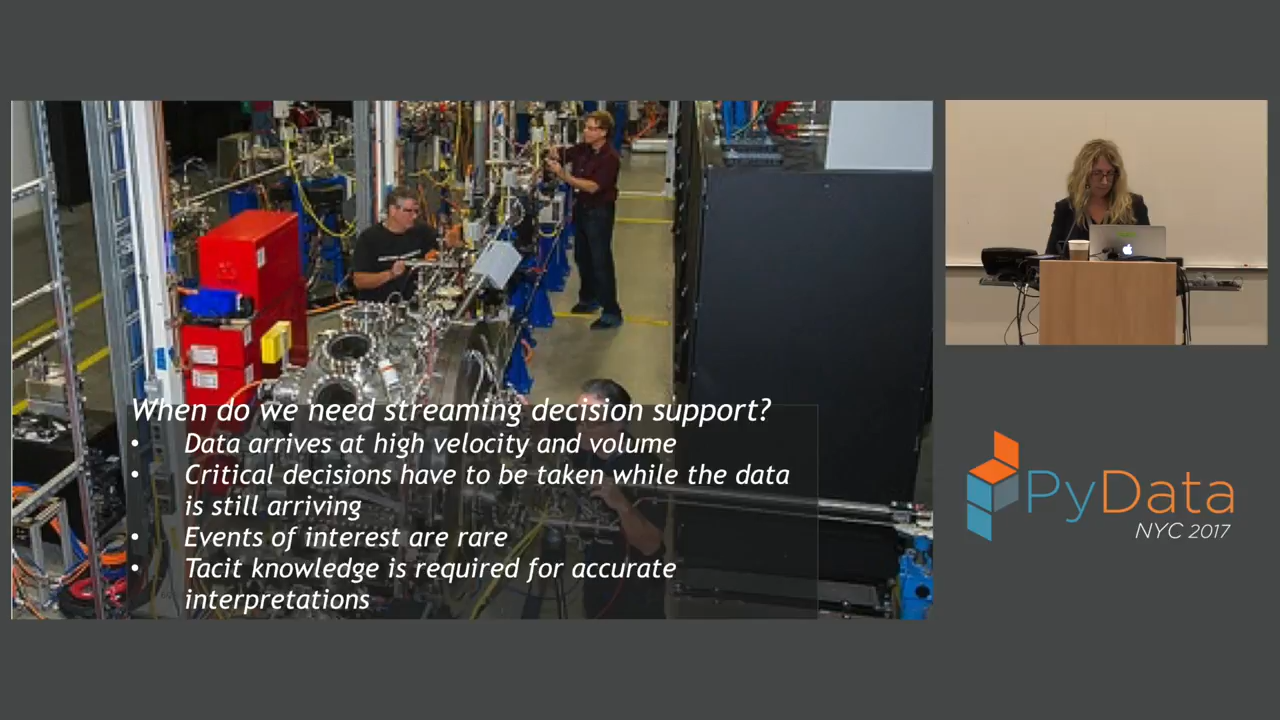 When do we need streaming decision support?
• Data arrives at high velocity and volume
• Critical decisions have to be taken while the data
is still arriving
• Events of interest are rare
• Tacit knowledge is required for accurate
interpretations
PyData
NYC 2017